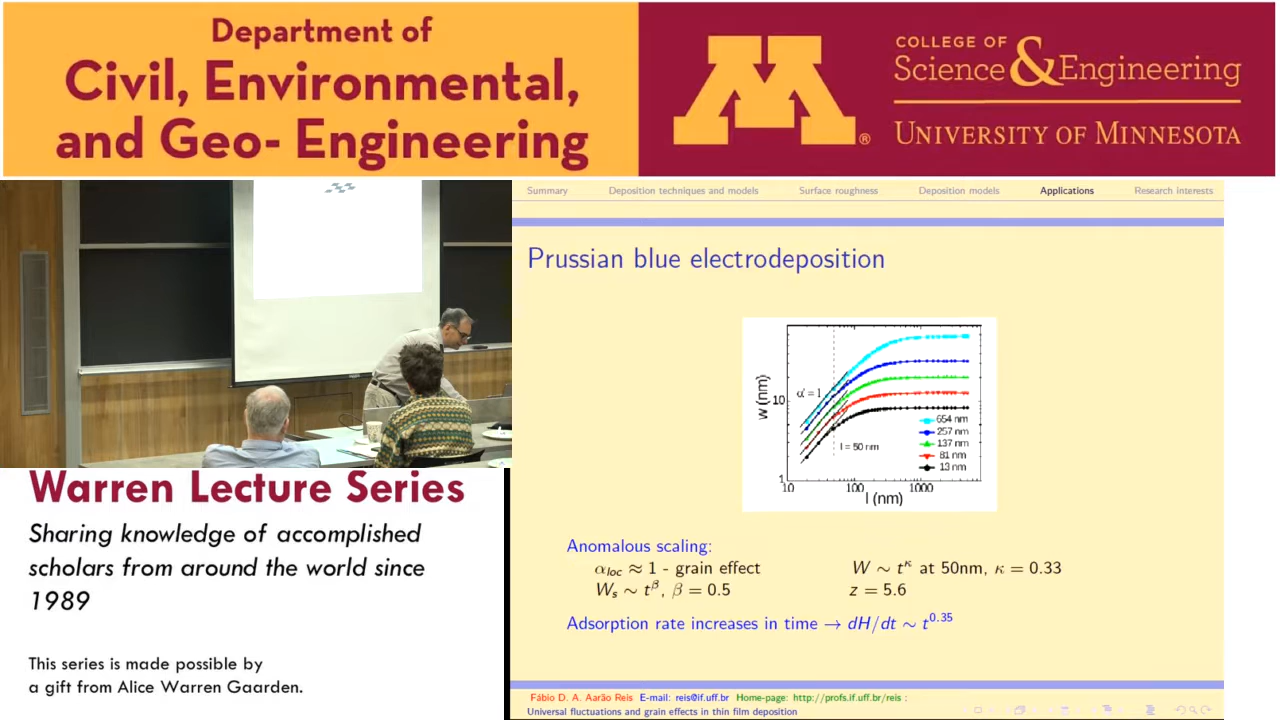 Department of
Civil, Environmental,
and Geo- Engineering
M®
COLLEGE OF
Science & Engineering
UNIVERSITY OF MINNESOTA
Summary Deposition techniques and models Surface roughness Deposition models Applications Research interests
Prussian blue electrodeposition
w (nm)
10
1
α' = 1
l = 50 nm
654 nm
257 nm
137 nm
81 nm
13 nm
10 100 1000
l (nm)
Anomalous scaling:
αloc ≈ 1 - grain effect W ∼ t^κ at 50nm, κ = 0.33
Ws ∼ t^β, β = 0.5 z = 5.6
Adsorption rate increases in time → dH/dt ∼ t^0.35
Fábio D. A. Aarão Reis E-mail: reis@if.uff.br Home-page: http://profs.if.uff.br/reis :
Universal fluctuations and grain effects in thin film deposition
Warren Lecture Series
Sharing knowledge of accomplished
scholars from around the world since
1989
This series is made possible by
a gift from Alice Warren Gaarden.